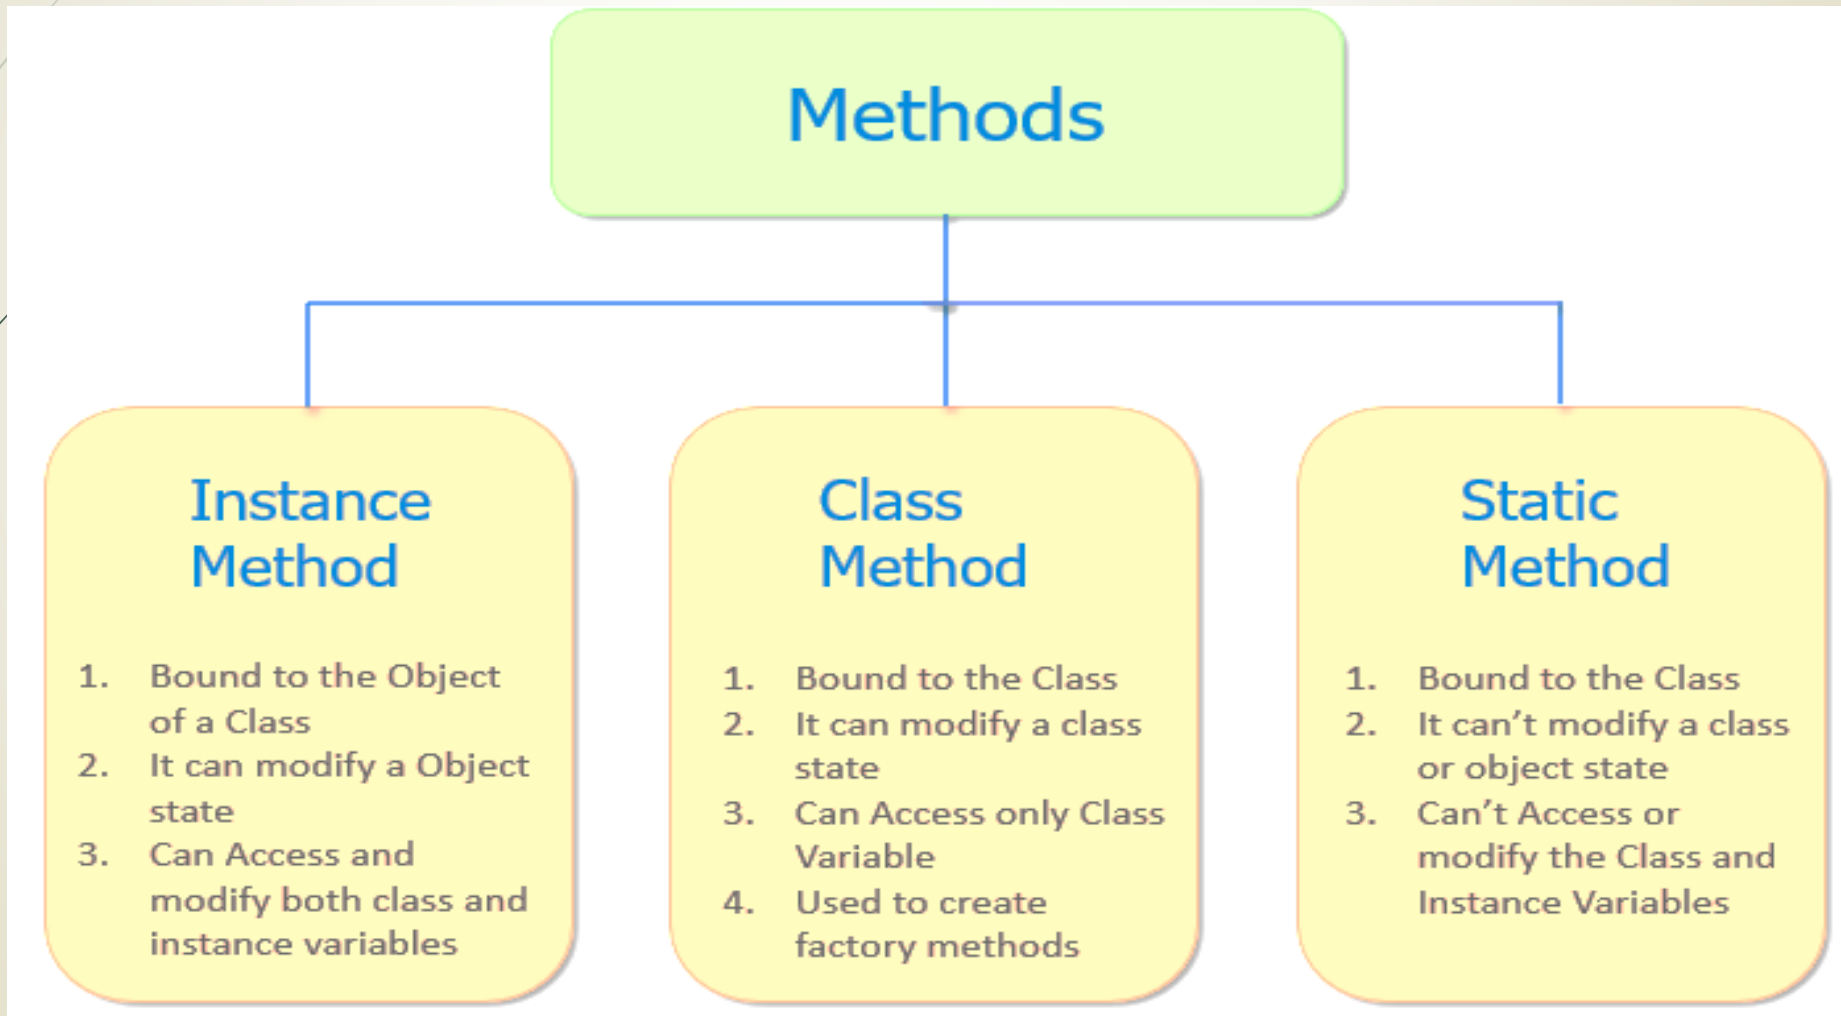 Methods
Instance
Method
1. Bound to the Object
of a Class
2. It can modify a Object
state
3. Can Access and
modify both class and
instance variables
Class
Method
1. Bound to the Class
2. It can modify a class
state
3. Can Access only Class
Variable
4. Used to create
factory methods
Static
Method
1. Bound to the Class
2. It can’t modify a class
or object state
3. Can’t Access or
modify the Class and
Instance Variables